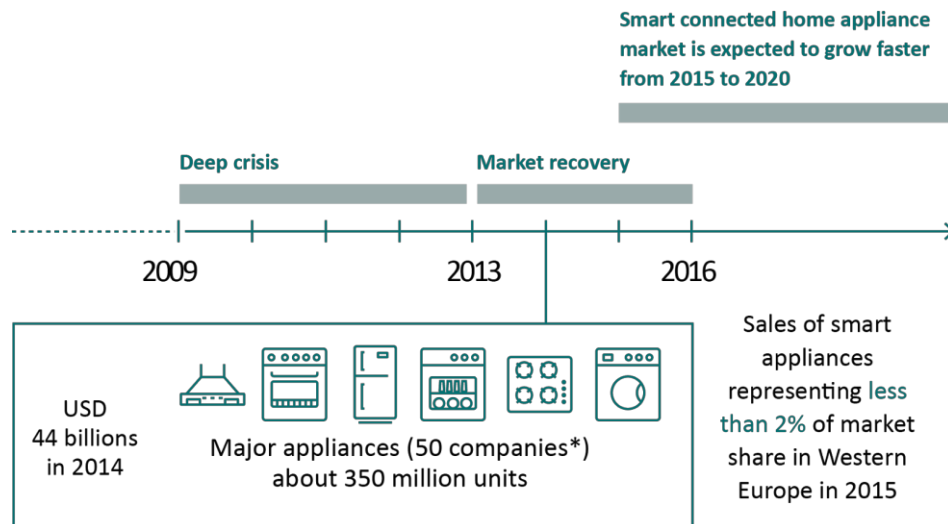 Smart connected home appliance
market is expected to grow faster
from 2015 to 2020
Deep crisis
Market recovery
2009
2013
2016
USD
44 billions
in 2014
Major appliances (50 companies*)
about 350 million units
Sales of smart
appliances
representing less
than 2% of market
share in Western
Europe in 2015